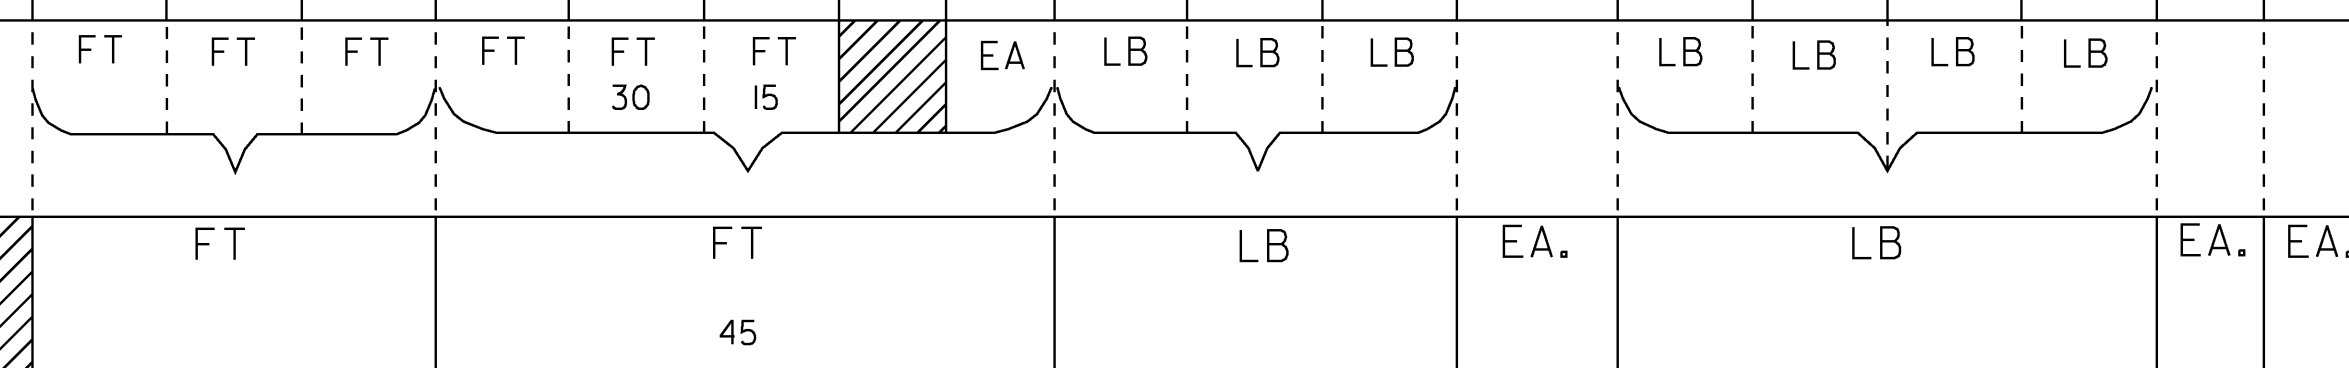 FT FT FT FT FT FT EA LB LB LB LB LB LB LB
30 15
FT FT LB EA. LB EA. EA.
45